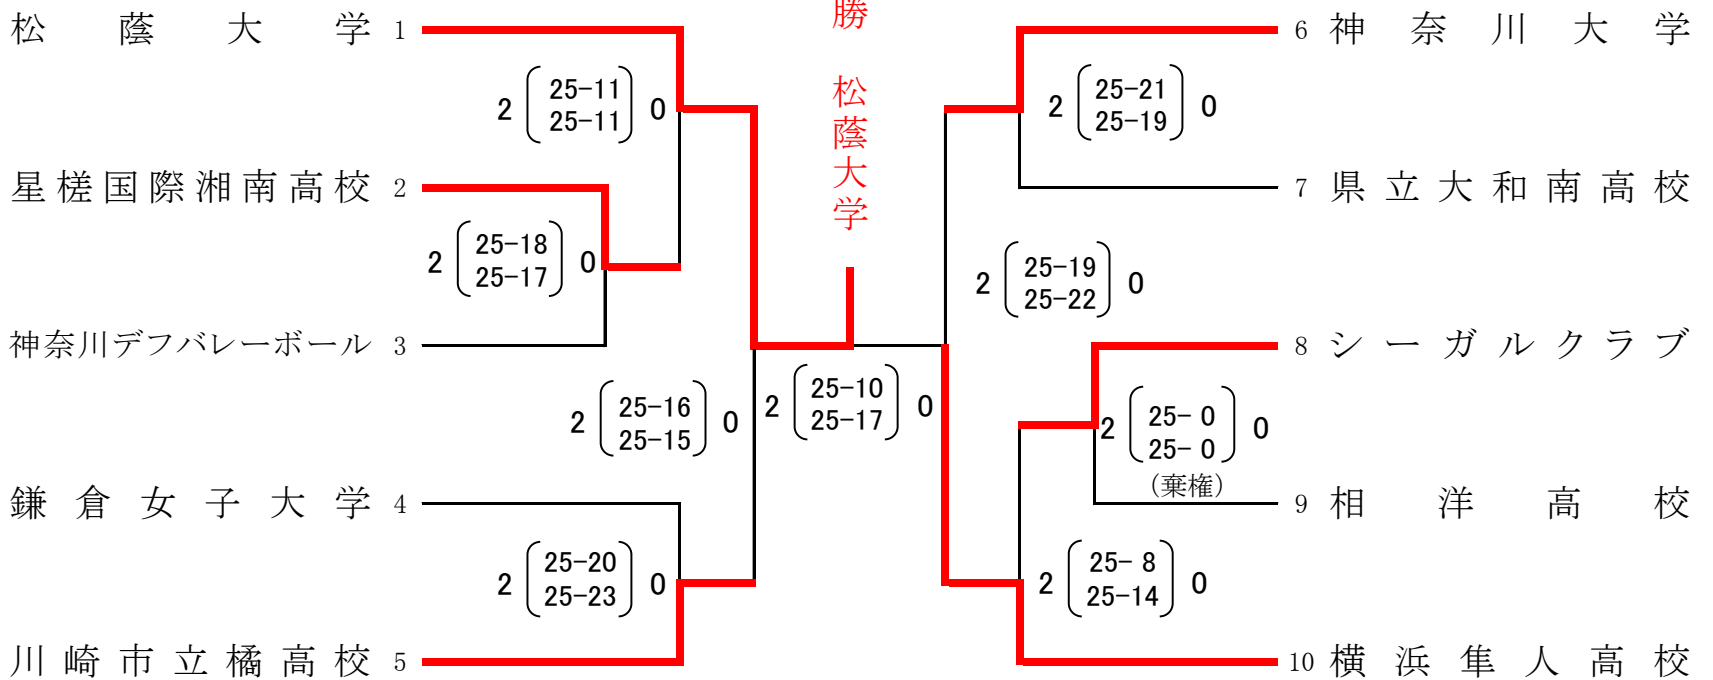 勝 松蔭大学
松蔭大学 1
2 25-11 0
25-11
星槎国際湘南高校 2
2 25-18 0
25-17
神奈川デフバレーボール 3
2 25-16 0
25-15
鎌倉女子大学 4
2 25-20 0
25-23
川崎市立橘高校 5
2 25-10 0
25-17
6 神奈川大学
2 25-21 0
25-19
7 県立大和南高校
2 25-19 0
25-22
8 シーガルクラブ
2 25- 0 0
25- 0
(棄権)
9 相洋高校
2 25- 8 0
25-14
10 横浜隼人高校